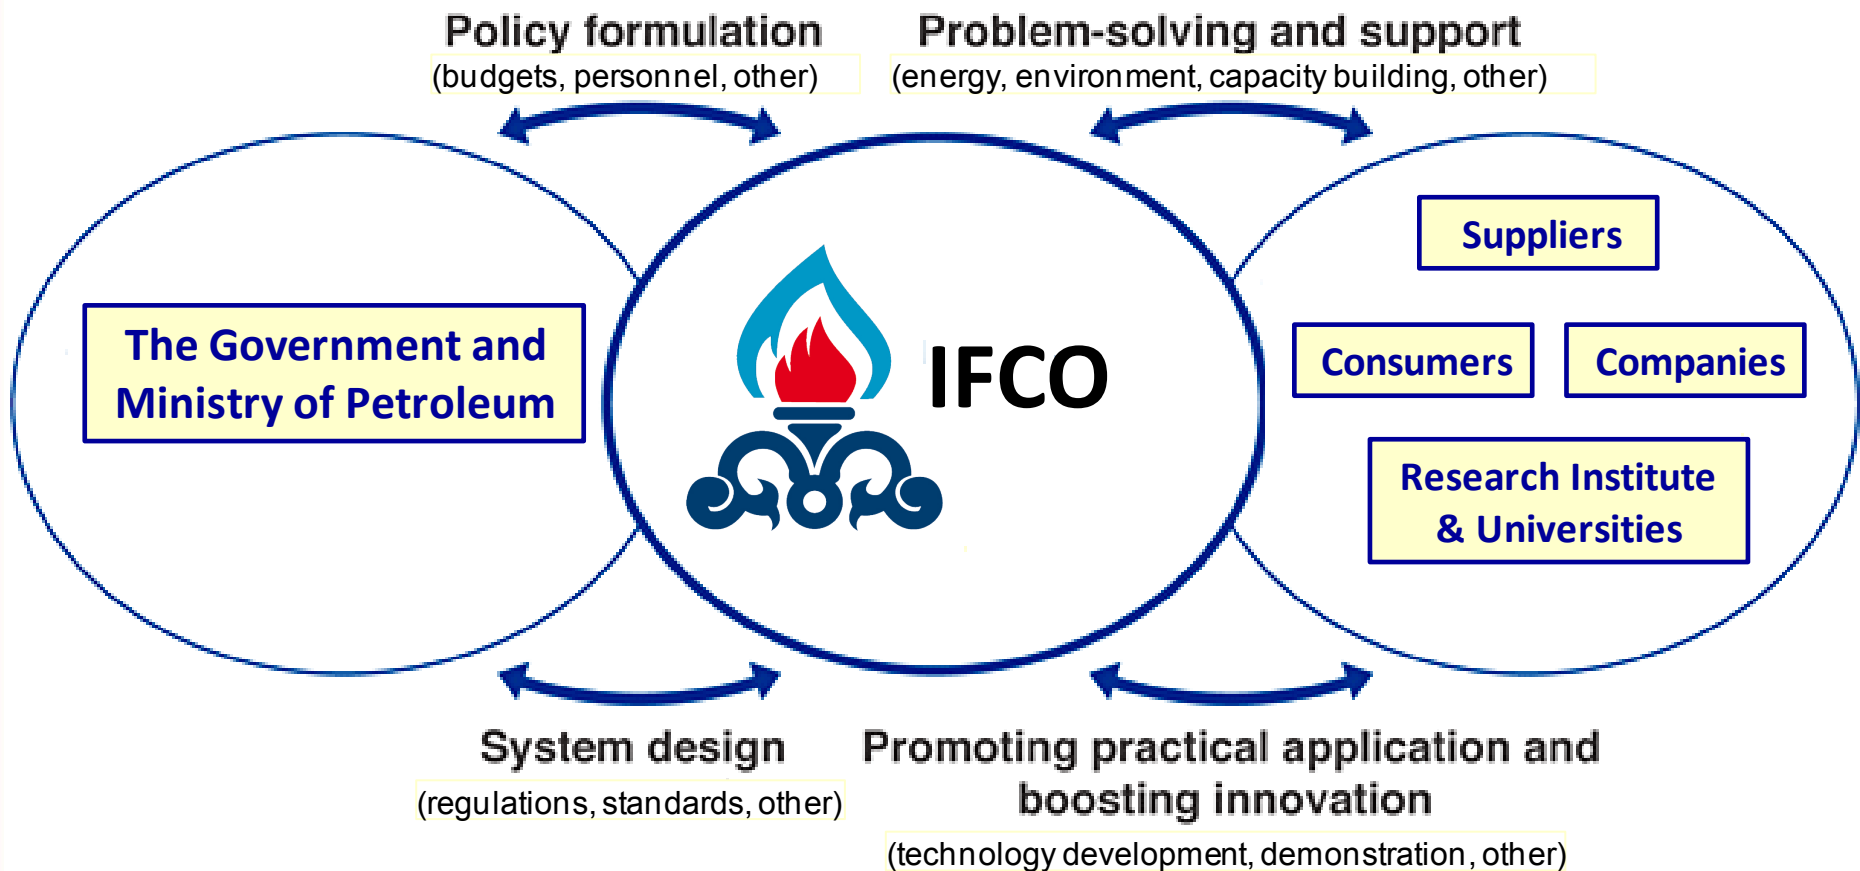 Policy formulation
(budgets, personnel, other)
Problem-solving and support
(energy, environment, capacity building, other)
The Government and
Ministry of Petroleum
IFCO
Suppliers
Consumers
Companies
Research Institute
& Universities
System design
(regulations, standards, other)
Promoting practical application and
boosting innovation
(technology development, demonstration, other)